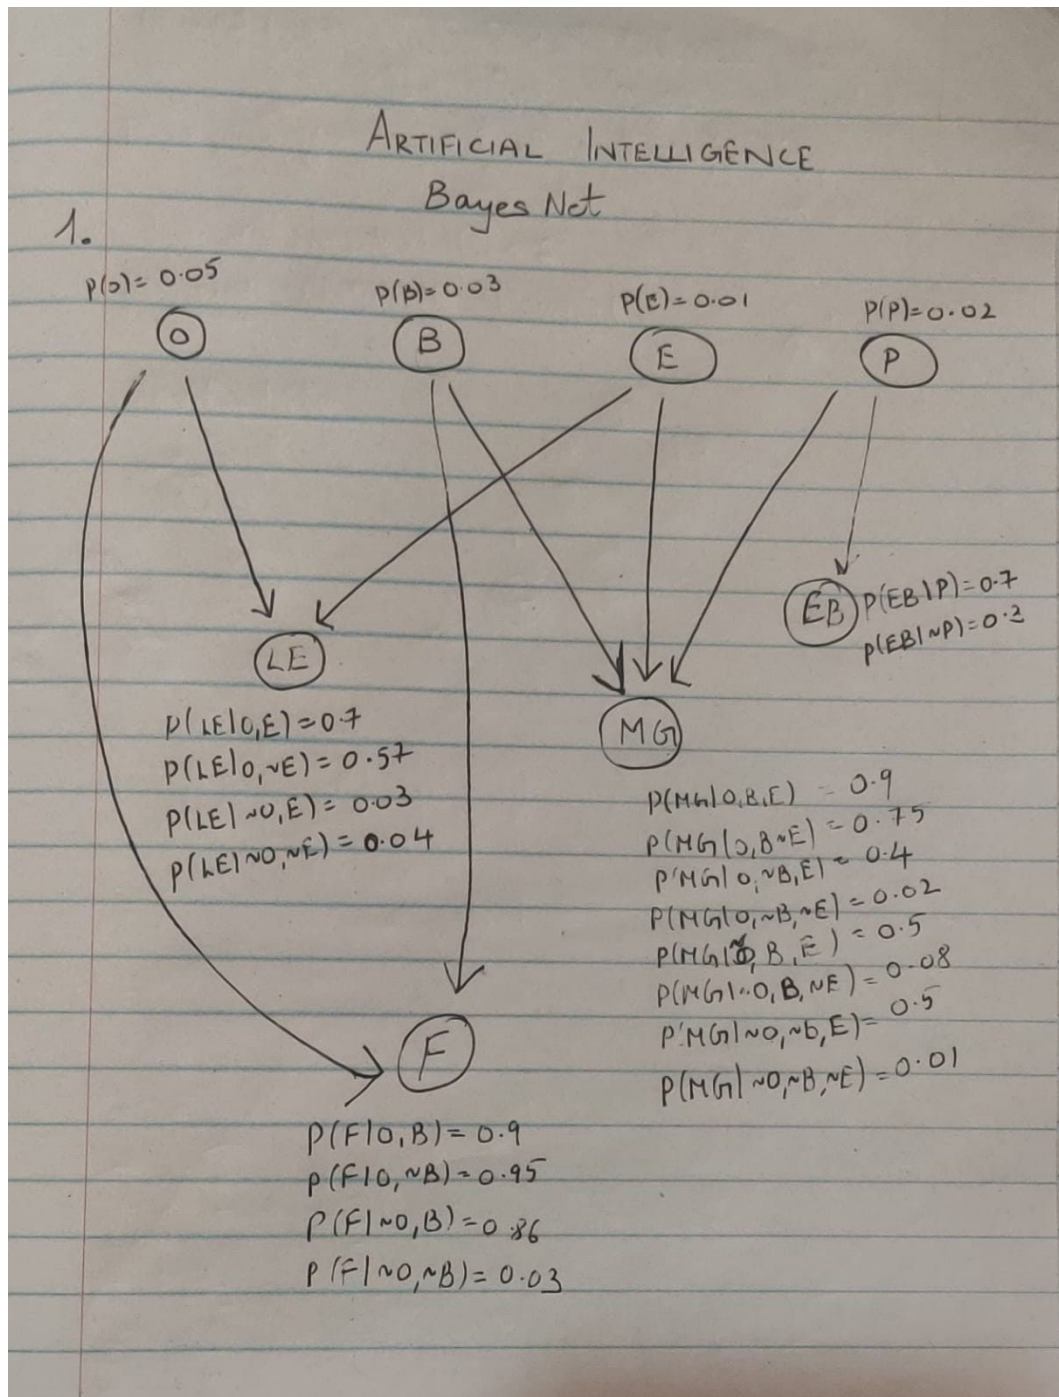 ARTIFICIAL INTELLIGENCE
Bayes Net
1.
P(O)= 0.05
P(B)=0.03
P(E)=0.01
P(P)=0.02
O
B
E
P
EB
P(EB|P)=0.7
P(EB|~P)=0.2
LE
P(LE|O,E)=0.7
P(LE|O,~E)=0.57
P(LE|~O,E)=0.03
P(LE|~O,~E)=0.04
MG
P(MG|O,B,E) = 0.9
P(MG|O,B~E)=0.75
P(MG|O,~B,E)=0.4
P(MG|O,~B,~E)=0.02
P(MG|~O,B,E)=0.5
P(MG|~O,B,~E)=0.08
P(MG|~O,~B,E)=0.5
P(MG|~O,~B,~E)=0.01
F
P(F|O,B)=0.9
P(F|O,~B)=0.95
P(F|~O,B)=0.86
P(F|~O,~B)=0.03